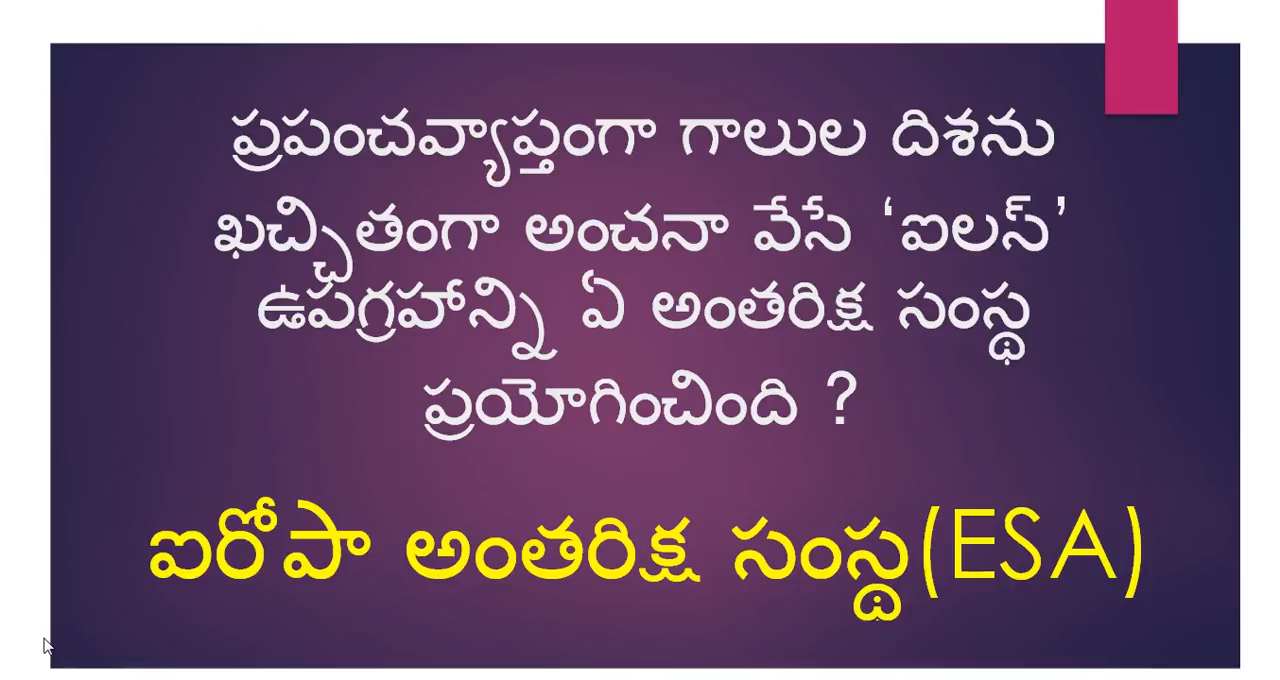 ప్రపంచవ్యాప్తంగా గాలుల దిశను
ఖచ్చితంగా అంచనా వేసే ‘ఐలస్’
ఉపగ్రహాన్ని ఏ అంతరిక్ష సంస్థ
ప్రయోగించింది ?
ఐరోపా అంతరిక్ష సంస్థ(ESA)